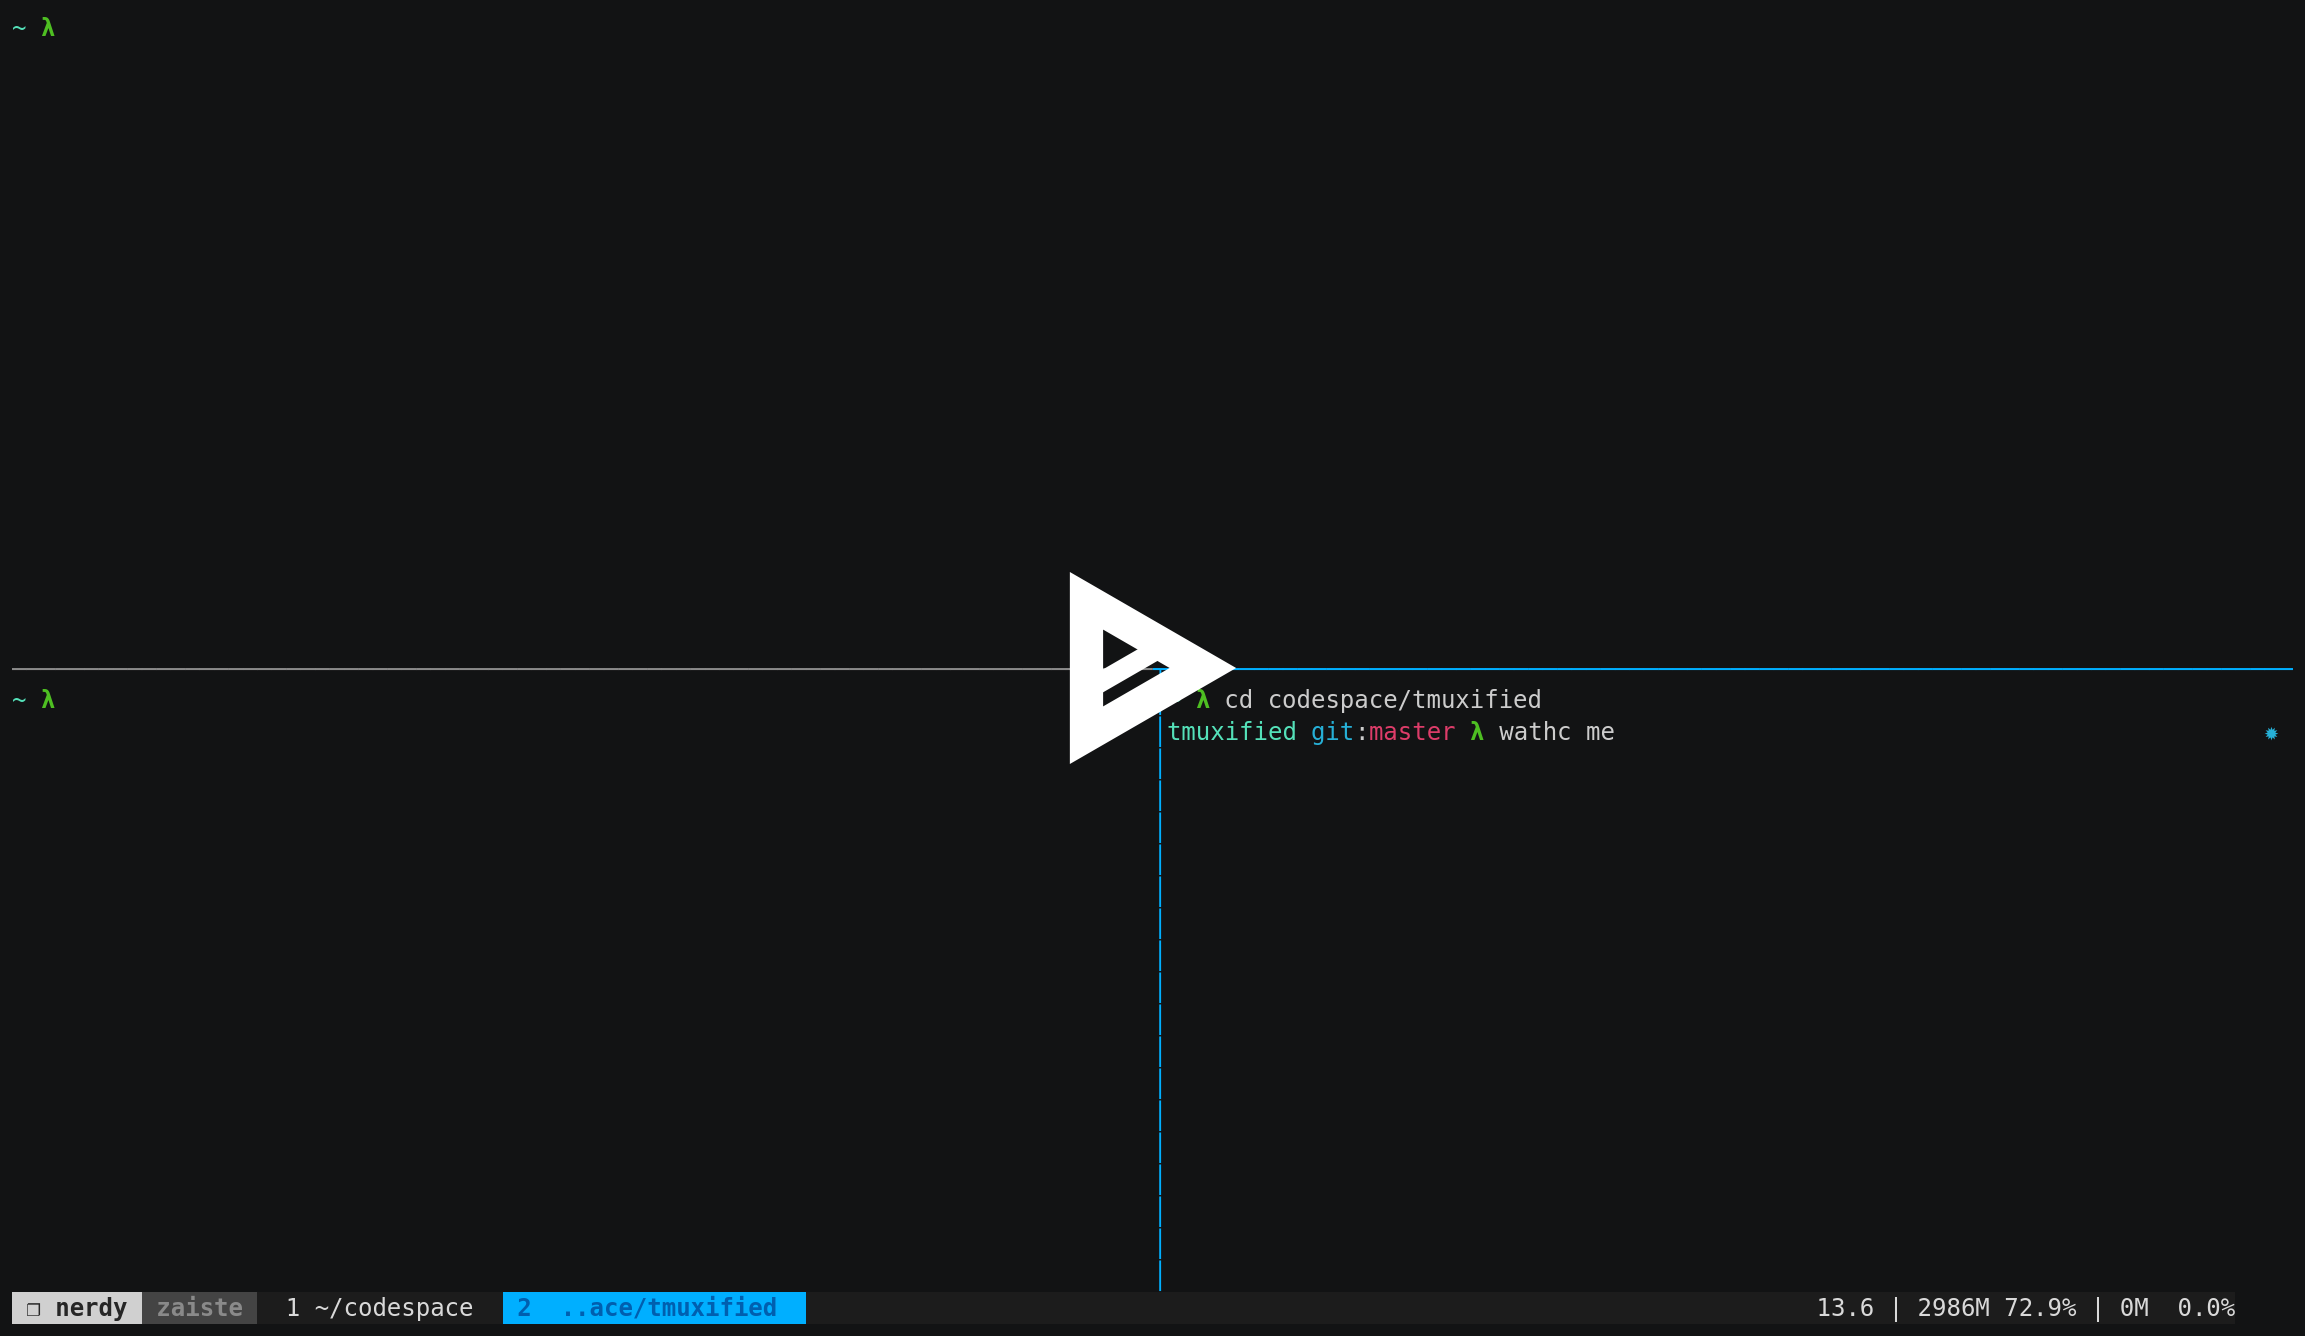 ~ λ
~ λ
λ cd codespace/tmuxified
tmuxified git:master λ wathc me ✹
❐ nerdy zaiste 1 ~/codespace 2 ..ace/tmuxified 13.6 | 2986M 72.9% | 0M 0.0%